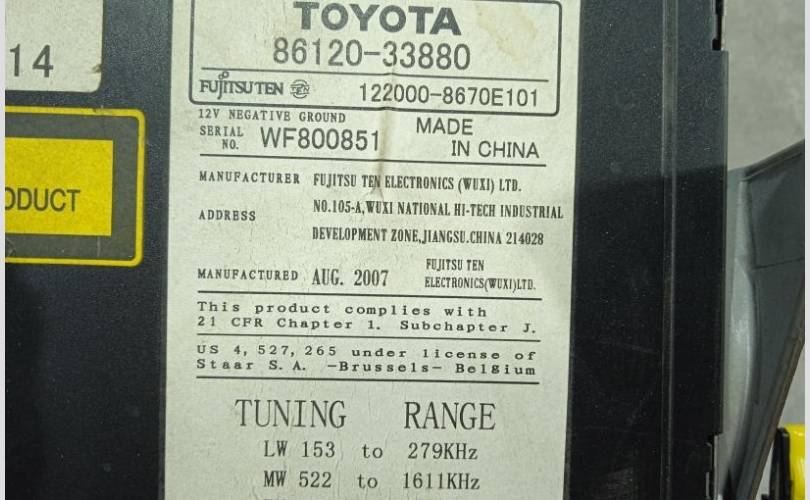 14
ODUCT
TOYOTA
86120-33880
FUJITSU TEN TEN 122000-8670E101
12V NEGATIVE GROUND
SERIAL NO. WF800851 MADE IN CHINA
MANUFACTURER FUJITSU TEN ELECTRONICS (WUXI) LTD.
ADDRESS NO.105-A,WUXI NATIONAL HI-TECH INDUSTRIAL
DEVELOPMENT ZONE,JIANGSU.CHINA 214028
MANUFACTURED AUG. 2007 FUJITSU TEN
ELECTRONICS(WUXI)LTD.
This product complies with
21 CFR Chapter 1. Subchapter J.
US 4, 527, 265 under license of
Staar S. A. -Brussels- Belgium
TUNING RANGE
LW 153 to 279KHz
MW 522 to 1611KHz